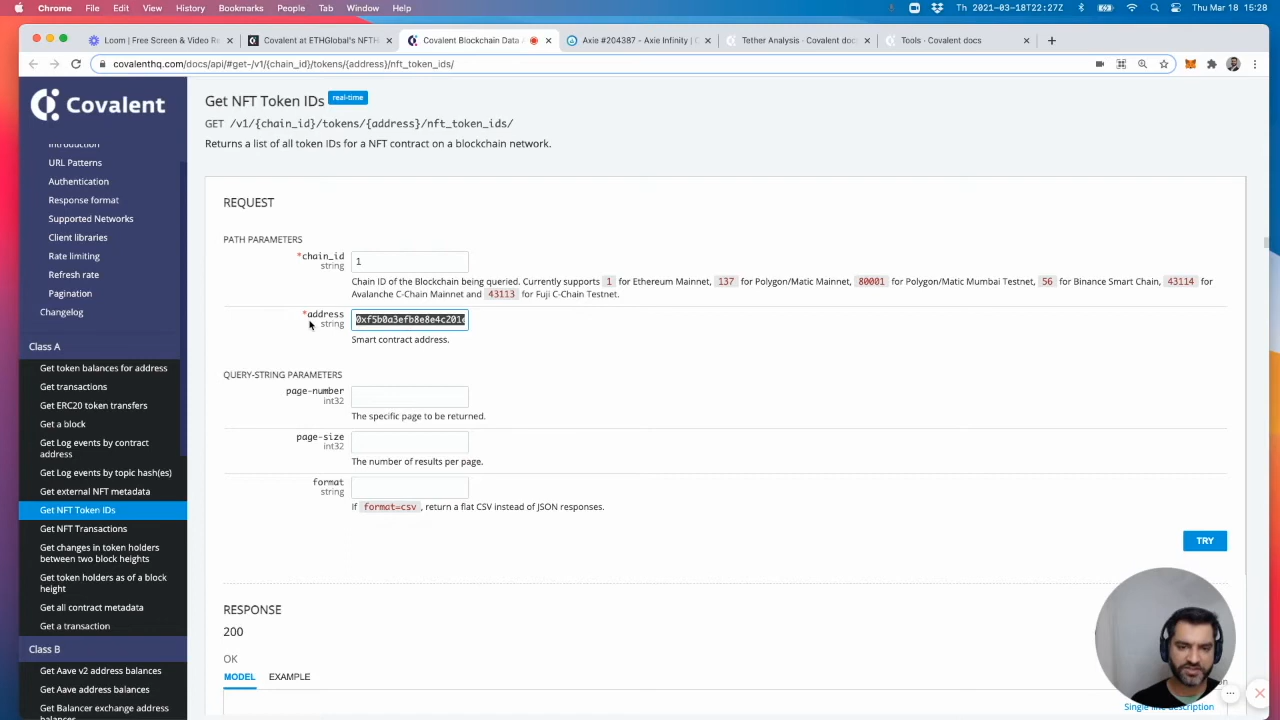 Chrome File Edit View History Bookmarks People Tab Window Help
Th 2021-03-18T22:27Z
Thu Mar 18 15:28
Loom | Free Screen & Video Re
Covalent at ETHGlobal's NFTH
Covalent Blockchain Data
Axie #204387 - Axie Infinity | C
Tether Analysis - Covalent doc
Tools - Covalent docs
covalenthq.com/docs/api/#get-/v1/{chain_id}/tokens/{address}/nft_token_ids/
Covalent
Introduction
URL Patterns
Authentication
Response format
Supported Networks
Client libraries
Rate limiting
Refresh rate
Pagination
Changelog
Class A
Get token balances for address
Get transactions
Get ERC20 token transfers
Get a block
Get Log events by contract
address
Get Log events by topic hash(es)
Get external NFT metadata
Get NFT Token IDs
Get NFT Transactions
Get changes in token holders
between two block heights
Get token holders as of a block
height
Get all contract metadata
Get a transaction
Class B
Get Aave v2 address balances
Get Aave address balances
Get Balancer exchange address
balances
Get NFT Token IDs real-time
GET /v1/{chain_id}/tokens/{address}/nft_token_ids/
Returns a list of all token IDs for a NFT contract on a blockchain network.
REQUEST
PATH PARAMETERS
*chain_id
string
1
Chain ID of the Blockchain being queried. Currently supports 1 for Ethereum Mainnet, 137 for Polygon/Matic Mainnet, 80001 for Polygon/Matic Mumbai Testnet, 56 for Binance Smart Chain, 43114 for
Avalanche C-Chain Mainnet and 43113 for Fuji C-Chain Testnet.
*address
string
0xf5b0a3efb8e8e4c201
Smart contract address.
QUERY-STRING PARAMETERS
page-number
int32
The specific page to be returned.
page-size
int32
The number of results per page.
format
string
If format=csv, return a flat CSV instead of JSON responses.
TRY
RESPONSE
200
OK
MODEL EXAMPLE
Single line description